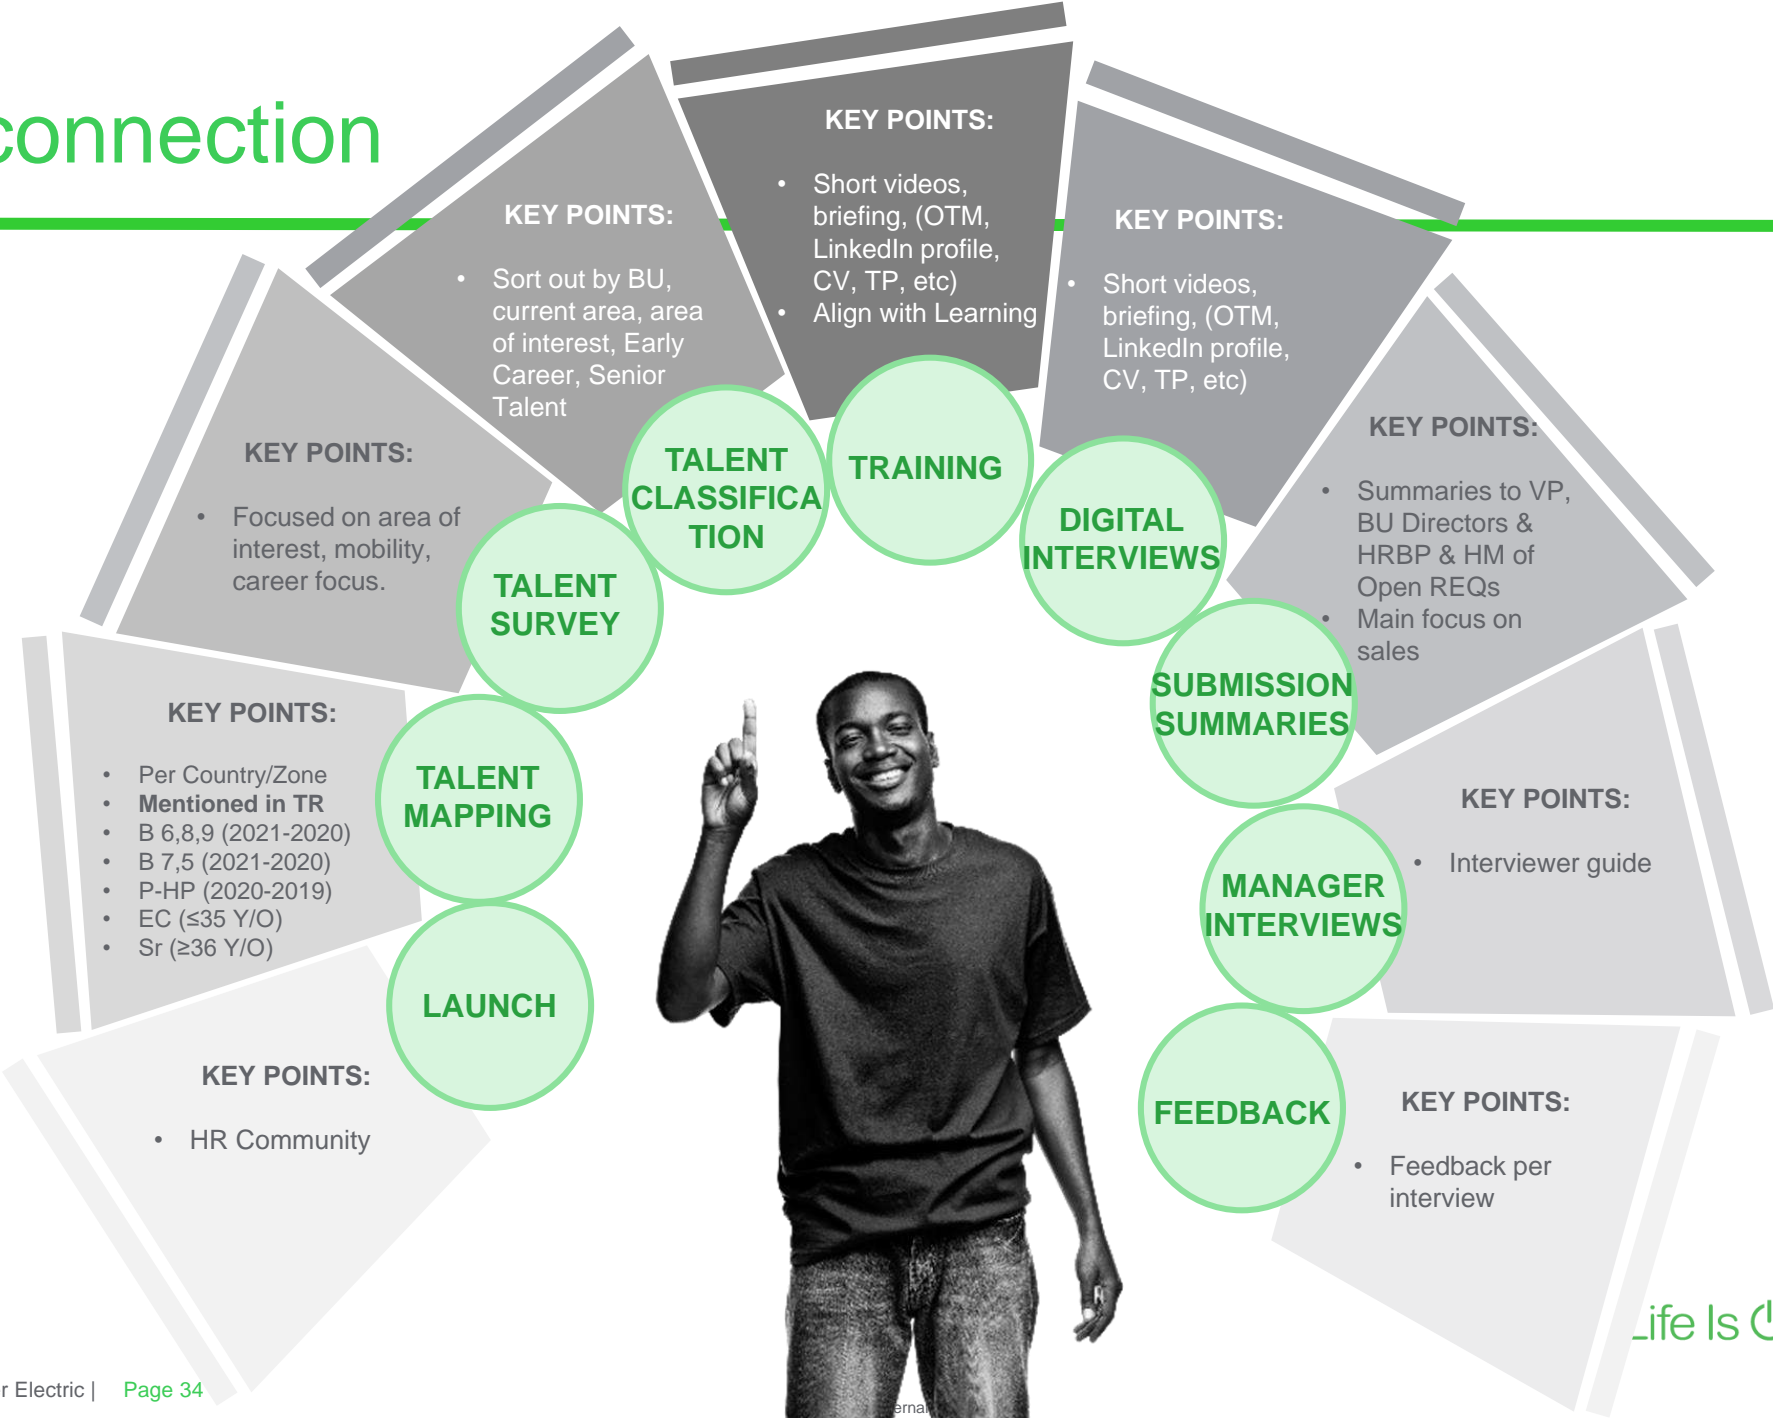 connection
KEY POINTS:
• HR Community
LAUNCH
KEY POINTS:
• Per Country/Zone
• Mentioned in TR
• B 6,8,9 (2021-2020)
• B 7,5 (2021-2020)
• P-HP (2020-2019)
• EC (≤35 Y/O)
• Sr (≥36 Y/O)
TALENT
MAPPING
KEY POINTS:
• Focused on area of
interest, mobility,
career focus.
TALENT
SURVEY
KEY POINTS:
• Sort out by BU,
current area, area
of interest, Early
Career, Senior
Talent
TALENT
CLASSIFICA
TION
KEY POINTS:
• Short videos,
briefing, (OTM,
LinkedIn profile,
CV, TP, etc)
• Align with Learning
TRAINING
KEY POINTS:
• Short videos,
briefing, (OTM,
LinkedIn profile,
CV, TP, etc)
DIGITAL
INTERVIEWS
KEY POINTS:
• Summaries to VP,
BU Directors &
HRBP & HM of
Open REQs
• Main focus on
sales
SUBMISSION
SUMMARIES
KEY POINTS:
• Interviewer guide
MANAGER
INTERVIEWS
KEY POINTS:
• Feedback per
interview
FEEDBACK
Life Is
r Electric | Page 34